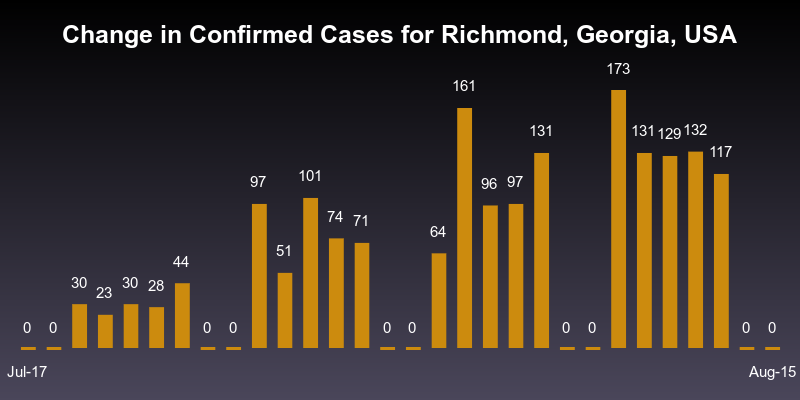 Change in Confirmed Cases for Richmond, Georgia, USA
0 0 30 23 30 28 44 0 0 97 51 101 74 71 0 0 64 161 96 97 131 0 0 173 131 129 132 117 0 0
Jul-17 Aug-15